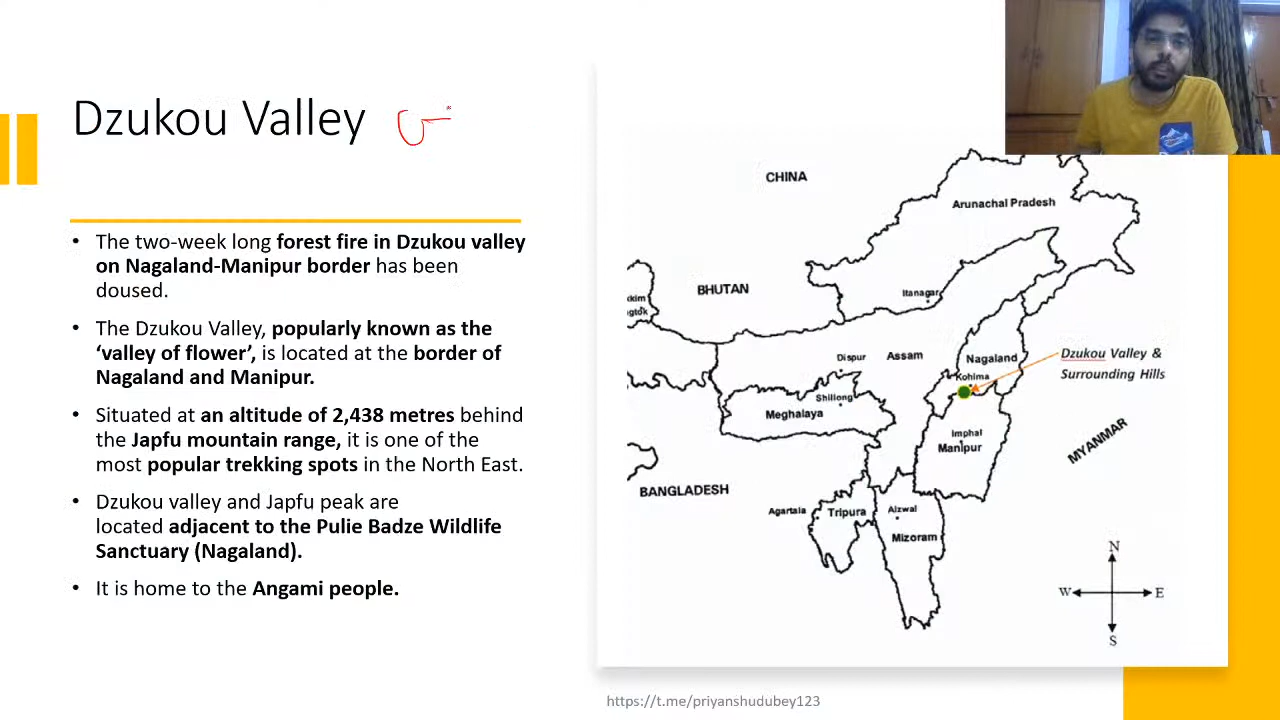 Dzukou Valley
• The two-week long forest fire in Dzukou valley
on Nagaland-Manipur border has been
doused.
• The Dzukou Valley, popularly known as the
‘valley of flower’, is located at the border of
Nagaland and Manipur.
• Situated at an altitude of 2,438 metres behind
the Japfu mountain range, it is one of the
most popular trekking spots in the North East.
• Dzukou valley and Japfu peak are
located adjacent to the Pulie Badze Wildlife
Sanctuary (Nagaland).
• It is home to the Angami people.
CHINA
Arunachal Pradesh
BHUTAN
Itanagar
kkim
gtok
Dispur
Assam
Nagaland
Dzukou Valley &
Surrounding Hills
Kohima
Shillong
Meghalaya
Imphal
Manipur
MYANMAR
BANGLADESH
Agartala
Tripura
Aizwal
Mizoram
N
W
E
S
https://t.me/priyanshudubey123